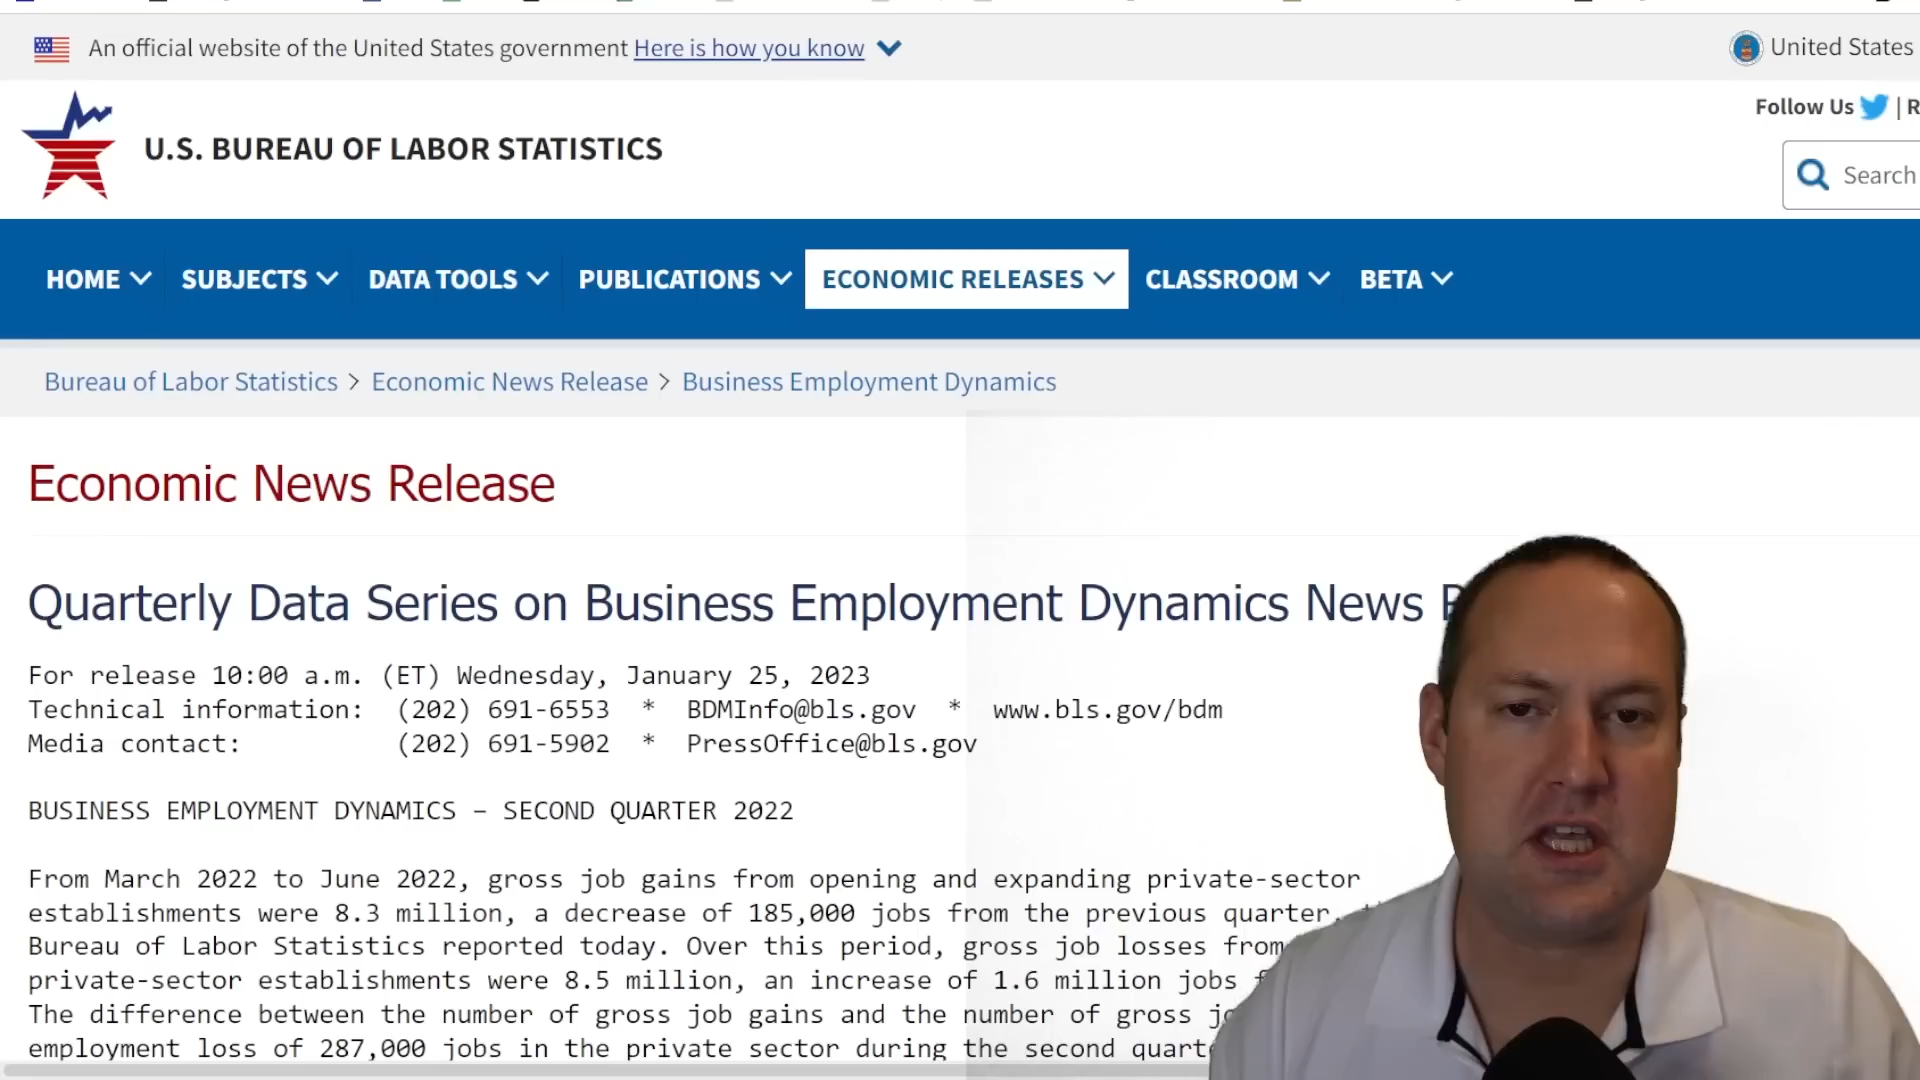 An official website of the United States government Here is how you know
United States
Follow Us | R
U.S. BUREAU OF LABOR STATISTICS
Search
HOME SUBJECTS DATA TOOLS PUBLICATIONS ECONOMIC RELEASES CLASSROOM BETA
Bureau of Labor Statistics > Economic News Release > Business Employment Dynamics
Economic News Release
Quarterly Data Series on Business Employment Dynamics News
For release 10:00 a.m. (ET) Wednesday, January 25, 2023
Technical information: (202) 691-6553 * BDMInfo@bls.gov * www.bls.gov/bdm
Media contact: (202) 691-5902 * PressOffice@bls.gov
BUSINESS EMPLOYMENT DYNAMICS – SECOND QUARTER 2022
From March 2022 to June 2022, gross job gains from opening and expanding private-sector
establishments were 8.3 million, a decrease of 185,000 jobs from the previous quarter,
Bureau of Labor Statistics reported today. Over this period, gross job losses from
private-sector establishments were 8.5 million, an increase of 1.6 million jobs
The difference between the number of gross job gains and the number of gross
employment loss of 287,000 jobs in the private sector during the second